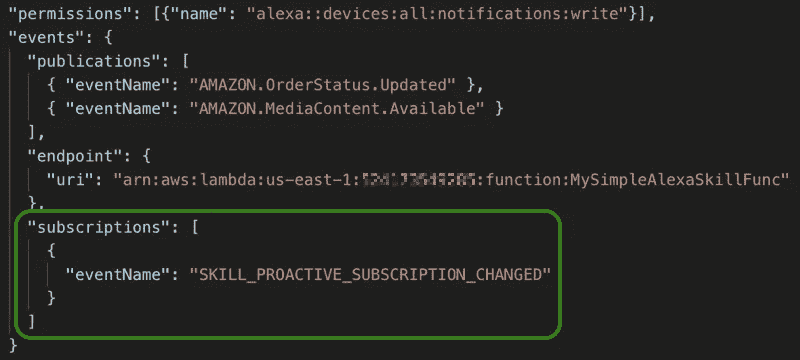 "permissions": [{"name": "alexa::devices:all:notifications:write"}],
"events": {
"publications": [
{ "eventName": "AMAZON.OrderStatus.Updated" },
{ "eventName": "AMAZON.MediaContent.Available" }
],
"endpoint": {
"uri": "arn:aws:lambda:us-east-1: :function:MySimpleAlexaSkillFunc"
},
"subscriptions": [
{
"eventName": "SKILL_PROACTIVE_SUBSCRIPTION_CHANGED"
}
]
}